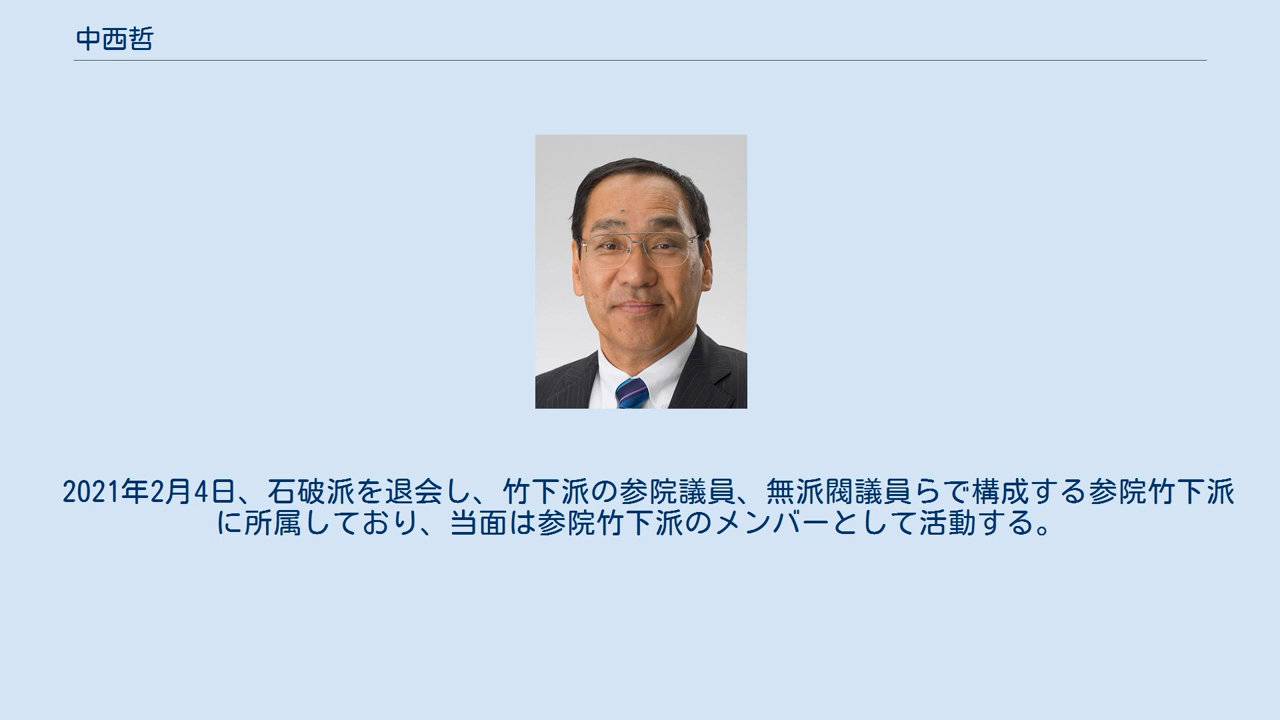 中西哲
2021年2月4日、石破派を退会し、竹下派の参院議員、無派閥議員らで構成する参院竹下派
に所属しており、当面は参院竹下派のメンバーとして活動する。